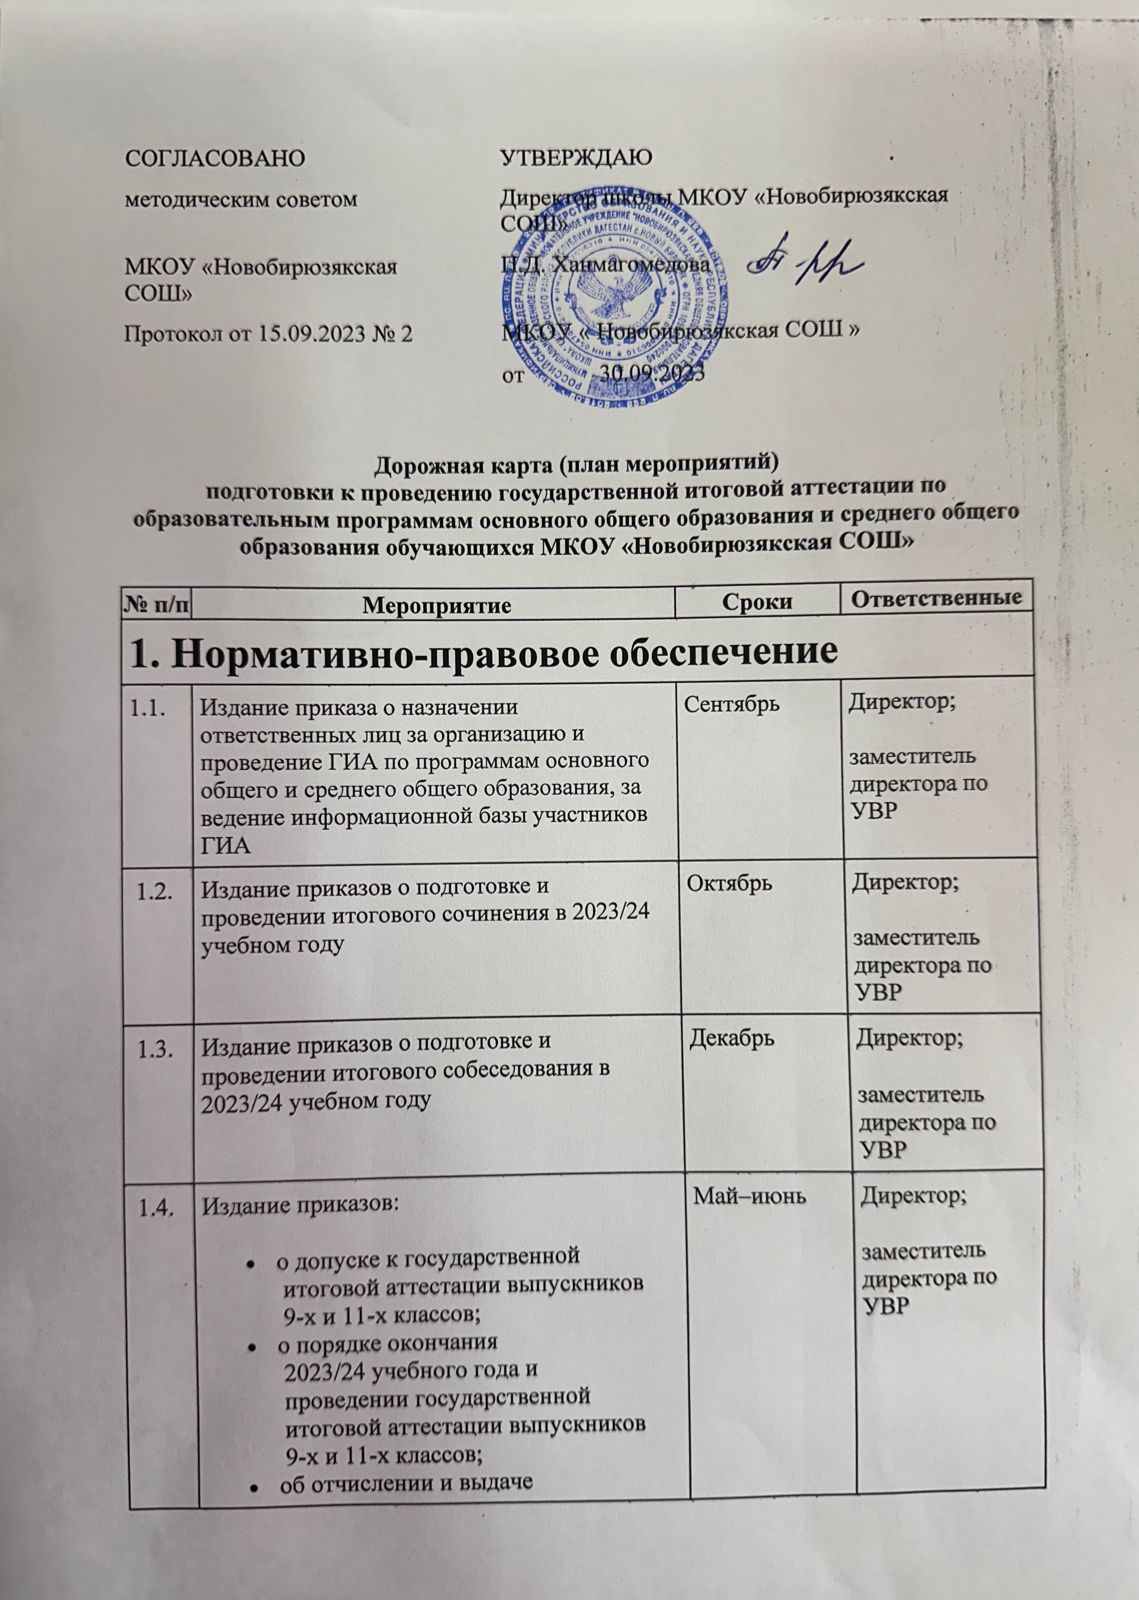 СОГЛАСОВАНО
методическим советом
МКОУ «Новобирюзякская
СОШ»
Протокол от 15.09.2023 № 2
УТВЕРЖДАЮ
Директор школы МКОУ «Новобирюзякская
СОШ»
П.Д. Ханмагомедова
МКОУ « Новобирюзякская СОШ »
от 30.09.2023
Дорожная карта (план мероприятий)
подготовки к проведению государственной итоговой аттестации по
образовательным программам основного общего образования и среднего общего
образования обучающихся МКОУ «Новобирюзякская СОШ»
№ п/п Мероприятие Сроки Ответственные
1. Нормативно-правовое обеспечение
1.1.
Издание приказа о назначении
ответственных лиц за организацию и
проведение ГИА по программам основного
общего и среднего общего образования, за
ведение информационной базы участников
ГИА
Сентябрь
Директор;
заместитель
директора по
УВР
1.2.
Издание приказов о подготовке и
проведении итогового сочинения в 2023/24
учебном году
Октябрь
Директор;
заместитель
директора по
УВР
1.3.
Издание приказов о подготовке и
проведении итогового собеседования в
2023/24 учебном году
Декабрь
Директор;
заместитель
директора по
УВР
1.4.
Издание приказов:
• о допуске к государственной
итоговой аттестации выпускников
9-х и 11-х классов;
• о порядке окончания
2023/24 учебного года и
проведении государственной
итоговой аттестации выпускников
9-х и 11-х классов;
• об отчислении и выдаче
Май–июнь
Директор;
заместитель
директора по
УВР